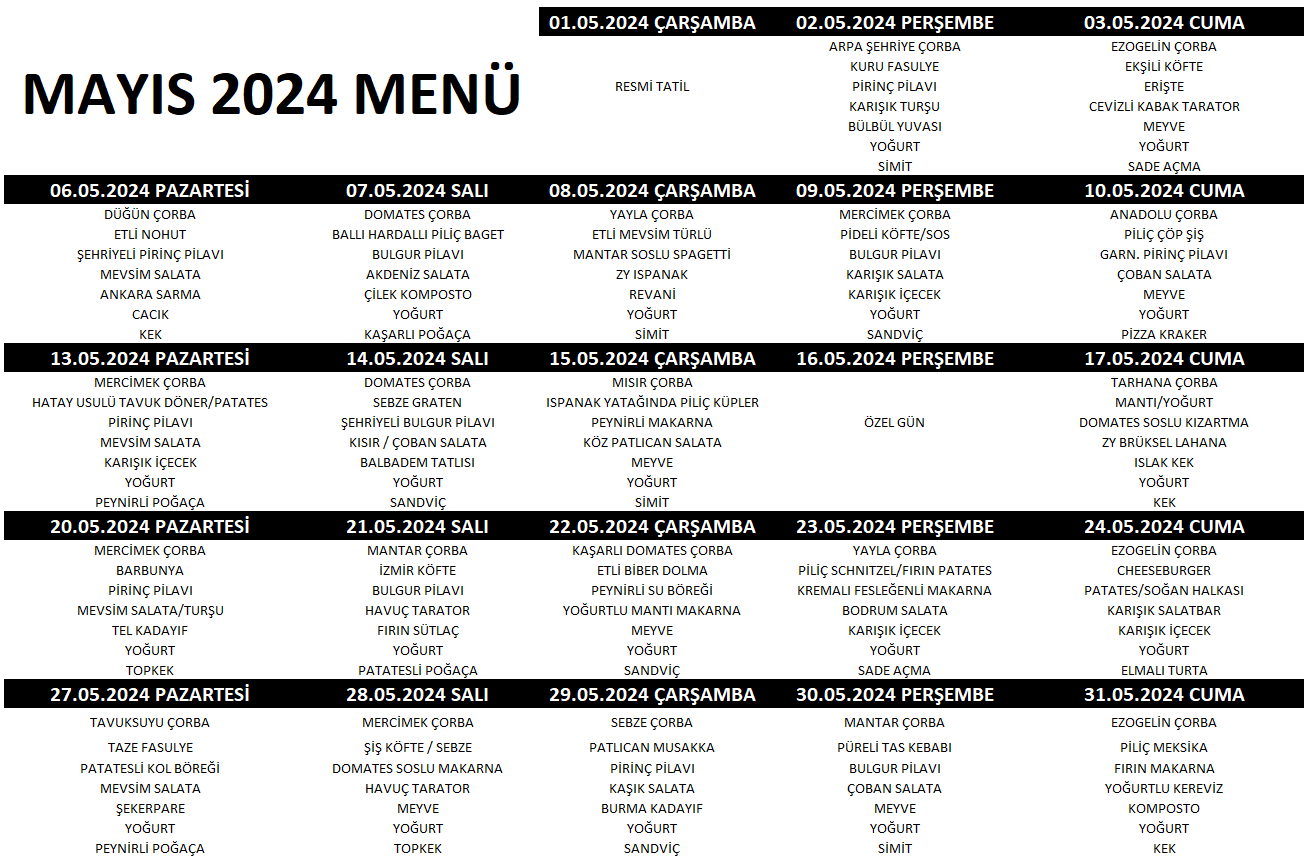 MAYIS 2024 MENÜ
01.05.2024 ÇARŞAMBA
RESMİ TATİL
02.05.2024 PERŞEMBE
ARPA ŞEHRİYE ÇORBA
KURU FASULYE
PİRİNÇ PİLAVI
KARIŞIK TURŞU
BÜLBÜL YUVASI
YOĞURT
SİMİT
03.05.2024 CUMA
EZOGELİN ÇORBA
EKŞİLİ KÖFTE
ERİŞTE
CEVİZLİ KABAK TARATOR
MEYVE
YOĞURT
SADE AÇMA
06.05.2024 PAZARTESİ
DÜĞÜN ÇORBA
ETLİ NOHUT
ŞEHRİYELİ PİRİNÇ PİLAVI
MEVSİM SALATA
ANKARA SARMA
CACIK
KEK
07.05.2024 SALI
DOMATES ÇORBA
BALLI HARDALLI PİLİÇ BAGET
BULGUR PİLAVI
AKDENİZ SALATA
ÇİLEK KOMPOSTO
YOĞURT
KAŞARLI POĞAÇA
08.05.2024 ÇARŞAMBA
YAYLA ÇORBA
ETLİ MEVSİM TÜRLÜ
MANTAR SOSLU SPAGETTİ
ZY ISPANAK
REVANİ
YOĞURT
SİMİT
09.05.2024 PERŞEMBE
MERCİMEK ÇORBA
PİDELİ KÖFTE/SOS
BULGUR PİLAVI
KARIŞIK SALATA
KARIŞIK İÇECEK
YOĞURT
SANDVİÇ
10.05.2024 CUMA
ANADOLU ÇORBA
PİLİÇ ÇÖP ŞİŞ
GARN. PİRİNÇ PİLAVI
ÇOBAN SALATA
MEYVE
YOĞURT
PİZZA KRAKER
13.05.2024 PAZARTESİ
MERCİMEK ÇORBA
HATAY USULÜ TAVUK DÖNER/PATATES
PİRİNÇ PİLAVI
MEVSİM SALATA
KARIŞIK İÇECEK
YOĞURT
PEYNİRLİ POĞAÇA
14.05.2024 SALI
DOMATES ÇORBA
SEBZE GRATEN
ŞEHRİYELİ BULGUR PİLAVI
KISIR / ÇOBAN SALATA
BALBADEM TATLISI
YOĞURT
SANDVİÇ
15.05.2024 ÇARŞAMBA
MISIR ÇORBA
ISPANAK YATAĞINDA PİLİÇ KÜPLER
PEYNİRLİ MAKARNA
KÖZ PATLICAN SALATA
MEYVE
YOĞURT
SİMİT
16.05.2024 PERŞEMBE
ÖZEL GÜN
17.05.2024 CUMA
TARHANA ÇORBA
MANTI/YOĞURT
DOMATES SOSLU KIZARTMA
ZY BRÜKSEL LAHANA
ISLAK KEK
YOĞURT
KEK
20.05.2024 PAZARTESİ
MERCİMEK ÇORBA
BARBUNYA
PİRİNÇ PİLAVI
MEVSİM SALATA/TURŞU
TEL KADAYIF
YOĞURT
TOPKEK
21.05.2024 SALI
MANTAR ÇORBA
İZMİR KÖFTE
BULGUR PİLAVI
HAVUÇ TARATOR
FIRIN SÜTLAÇ
YOĞURT
PATATESLİ POĞAÇA
22.05.2024 ÇARŞAMBA
KAŞARLI DOMATES ÇORBA
ETLİ BİBER DOLMA
PEYNİRLİ SU BÖREĞİ
YOĞURTLU MANTI MAKARNA
MEYVE
YOĞURT
SANDVİÇ
23.05.2024 PERŞEMBE
YAYLA ÇORBA
PİLİÇ SCHNITZEL/FIRIN PATATES
KREMALI FESLEĞENLİ MAKARNA
BODRUM SALATA
KARIŞIK İÇECEK
YOĞURT
SADE AÇMA
24.05.2024 CUMA
EZOGELİN ÇORBA
CHEESEBURGER
PATATES/SOĞAN HALKASI
KARIŞIK SALATBAR
KARIŞIK İÇECEK
YOĞURT
ELMALI TURTA
27.05.2024 PAZARTESİ
TAVUKSUYU ÇORBA
TAZE FASULYE
PATATESLİ KOL BÖREĞİ
MEVSİM SALATA
ŞEKERPARE
YOĞURT
PEYNİRLİ POĞAÇA
28.05.2024 SALI
MERCİMEK ÇORBA
ŞİŞ KÖFTE / SEBZE
DOMATES SOSLU MAKARNA
HAVUÇ TARATOR
MEYVE
YOĞURT
TOPKEK
29.05.2024 ÇARŞAMBA
SEBZE ÇORBA
PATLICAN MUSAKKA
PİRİNÇ PİLAVI
KAŞIK SALATA
BURMA KADAYIF
YOĞURT
SANDVİÇ
30.05.2024 PERŞEMBE
MANTAR ÇORBA
PÜRELİ TAS KEBABI
BULGUR PİLAVI
ÇOBAN SALATA
MEYVE
YOĞURT
SİMİT
31.05.2024 CUMA
EZOGELİN ÇORBA
PİLİÇ MEKSİKA
FIRIN MAKARNA
YOĞURTLU KEREVİZ
KOMPOSTO
YOĞURT
KEK